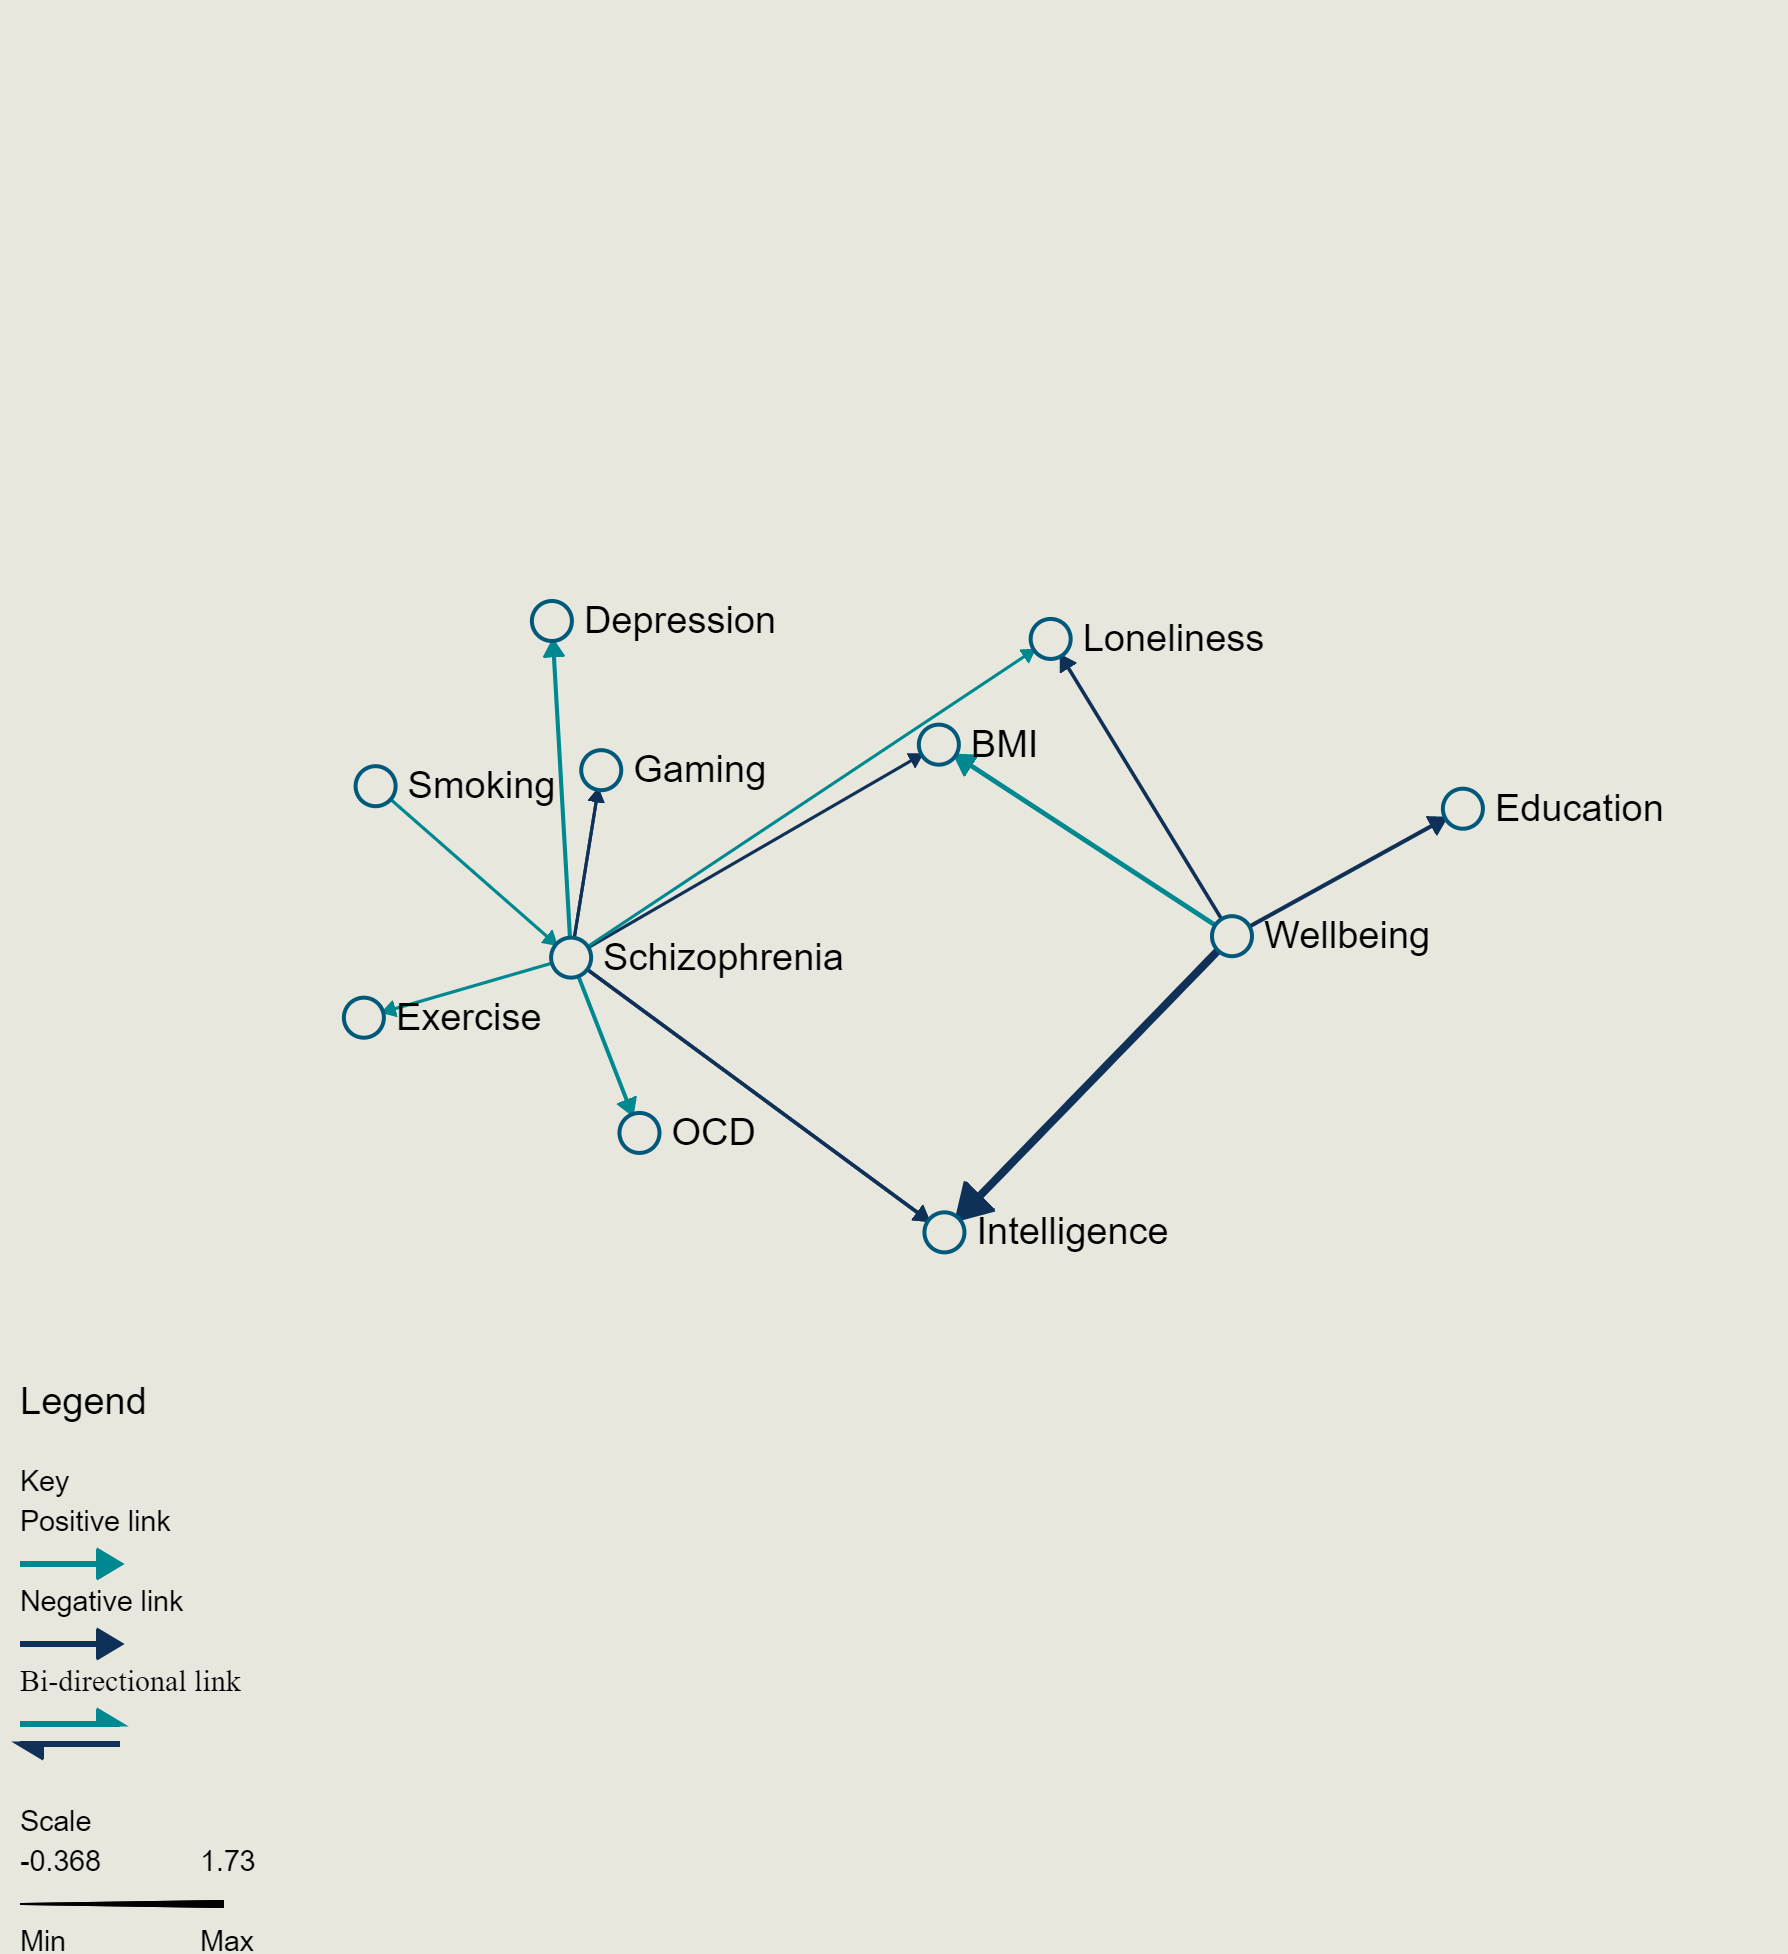 Depression
Loneliness
BMI
Gaming
Smoking
Education
Wellbeing
Schizophrenia
Exercise
OCD
Intelligence
Legend
Key
Positive link
Negative link
Bi-directional link
Scale
-0.368 1.73
Min Max